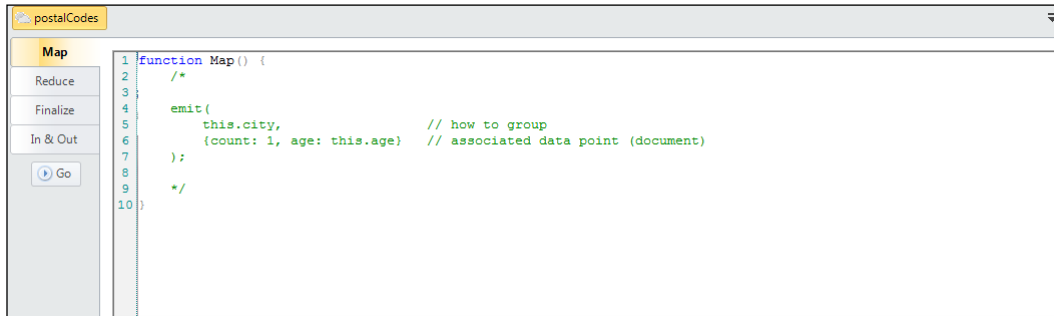 postalCodes
Map
Reduce
Finalize
In & Out
Go
1 function Map() {
2     /*
3
4     emit(
5         this.city,                  // how to group
6         {count: 1, age: this.age}   // associated data point (document)
7     );
8
9     */
10 }